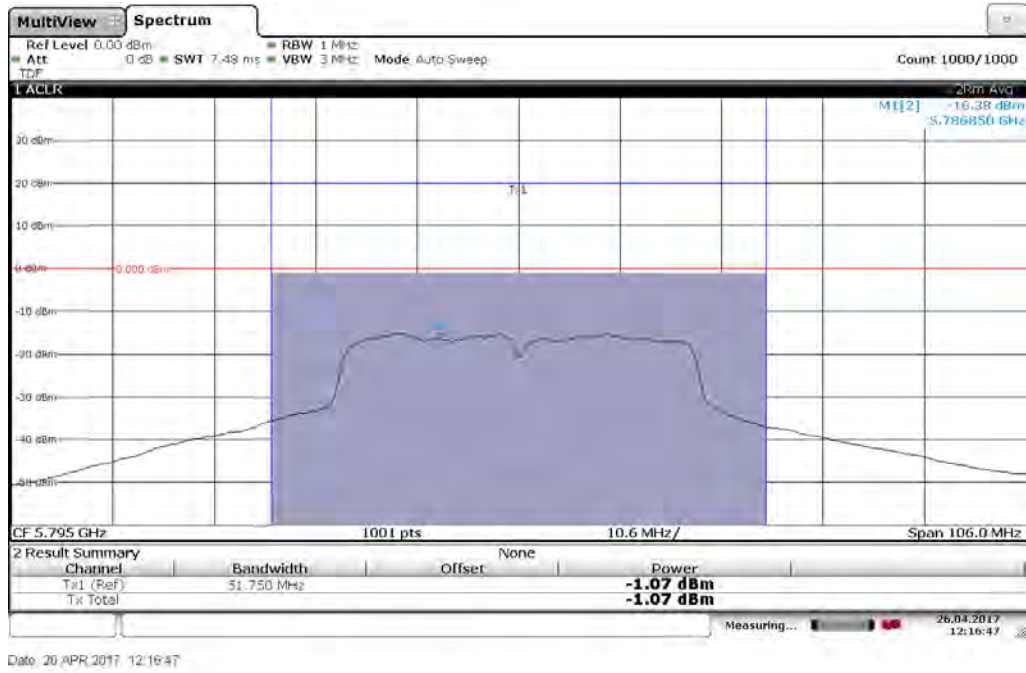 MultiView Spectrum
Ref Level 0.00 dBm RBW 1 MHz
Att 0 dB SWT 7.48 ms VBW 3 MHz Mode Auto Sweep Count 1000/1000
TDF
1 ACLR 2Rm Avg
M1[2] -16.38 dBm
5.786850 GHz
30 dBm
20 dBm
Tx1
10 dBm
0 dBm 0.000 dBm
-10 dBm
-20 dBm
-30 dBm
-40 dBm
-50 dBm
CF 5.795 GHz 1001 pts 10.6 MHz/ Span 106.0 MHz
2 Result Summary None
Channel Bandwidth Offset Power
Tx1 (Ref) 51.750 MHz -1.07 dBm
Tx Total -1.07 dBm
Measuring... 26.04.2017
12:16:47
Date: 26 APR 2017 12:16:47